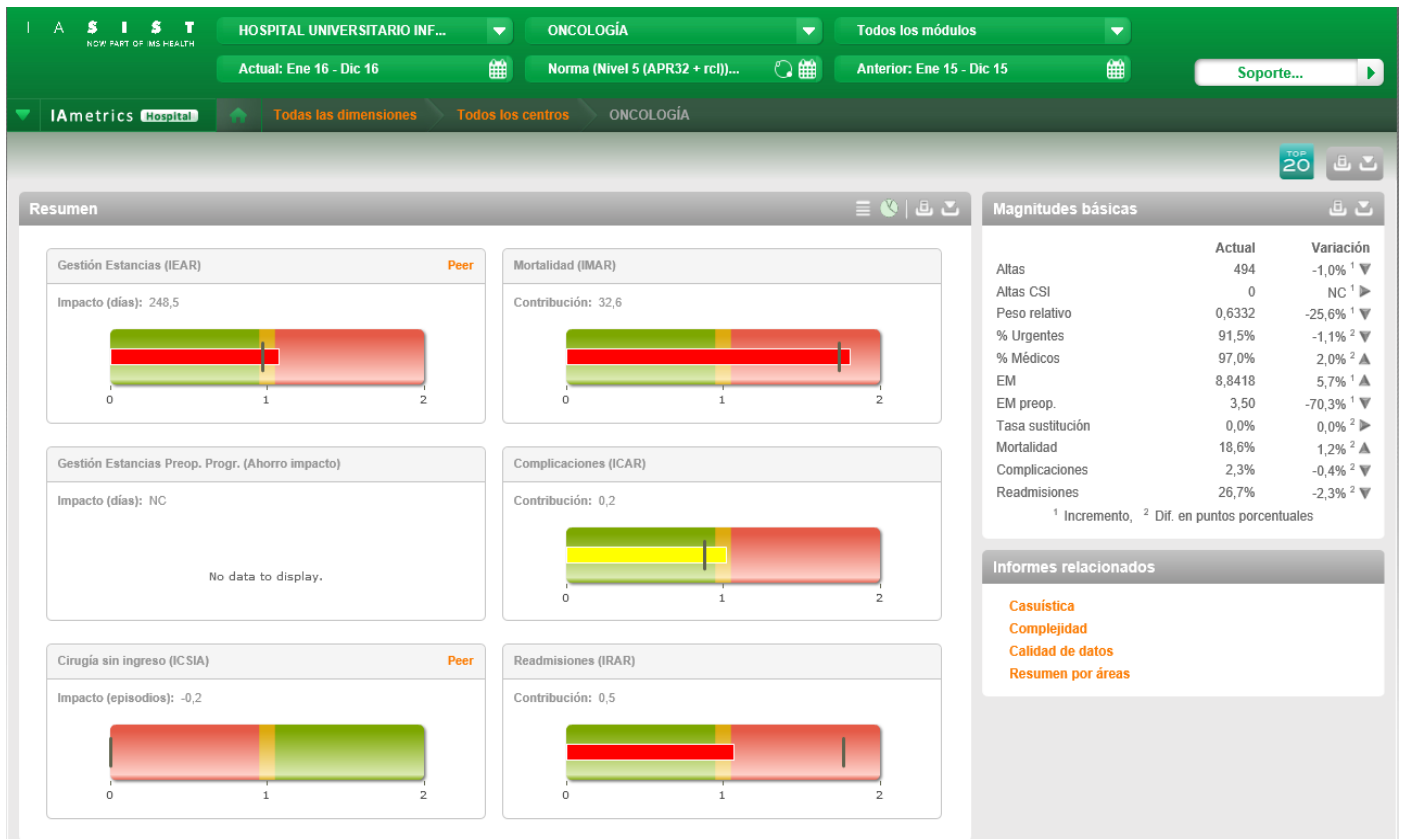 I A S I S T
NOW PART OF IMS HEALTH
HOSPITAL UNIVERSITARIO INF...
ONCOLOGÍA
Todos los módulos
Actual: Ene 16 - Dic 16
Norma (Nivel 5 (APR32 + rcl))...
Anterior: Ene 15 - Dic 15
Soporte...
IAmetrics Hospital
Todas las dimensiones
Todos los centros
ONCOLOGÍA
TOP
20
Resumen
Gestión Estancias (IEAR) Peer
Impacto (días): 248,5
0 1 2
Mortalidad (IMAR)
Contribución: 32,6
0 1 2
Gestión Estancias Preop. Progr. (Ahorro impacto)
Impacto (días): NC
No data to display.
Complicaciones (ICAR)
Contribución: 0,2
0 1 2
Cirugía sin ingreso (ICSIA) Peer
Impacto (episodios): -0,2
0 1 2
Readmisiones (IRAR)
Contribución: 0,5
0 1 2
Magnitudes básicas
Actual Variación
Altas 494 -1,0% ¹
Altas CSI 0 NC ¹
Peso relativo 0,6332 -25,6% ¹
% Urgentes 91,5% -1,1% ²
% Médicos 97,0% 2,0% ²
EM 8,8418 5,7% ¹
EM preop. 3,50 -70,3% ¹
Tasa sustitución 0,0% 0,0% ²
Mortalidad 18,6% 1,2% ²
Complicaciones 2,3% -0,4% ²
Readmisiones 26,7% -2,3% ²
¹ Incremento, ² Dif. en puntos porcentuales
Informes relacionados
Casuística
Complejidad
Calidad de datos
Resumen por áreas